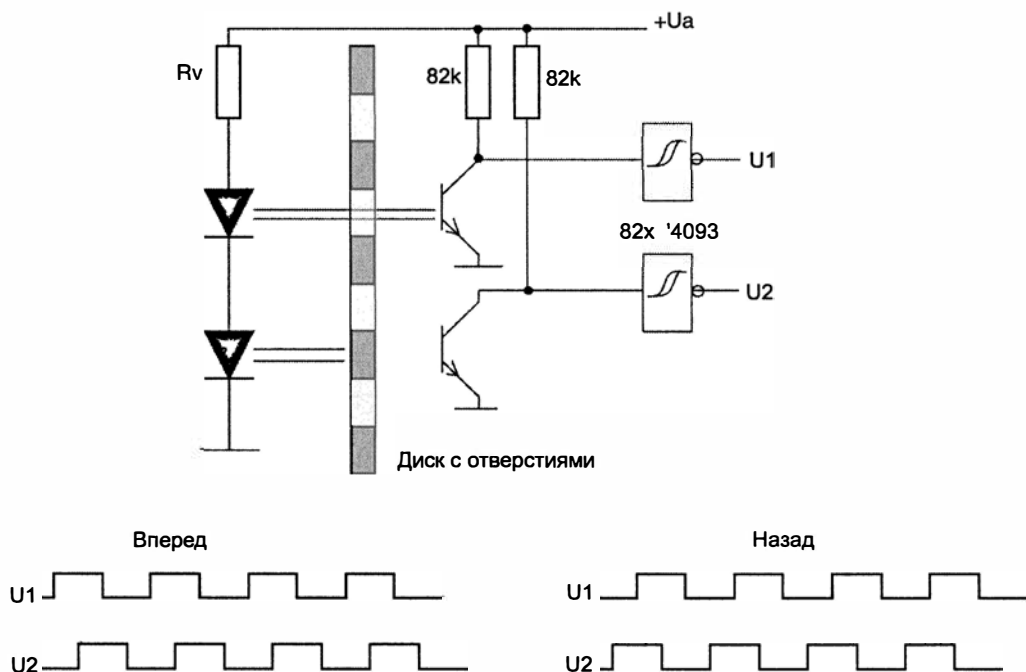 +Ua
Rv
82k
82k
U1
82x '4093
U2
Диск с отверстиями
Вперед
Назад
U1
U1
U2
U2